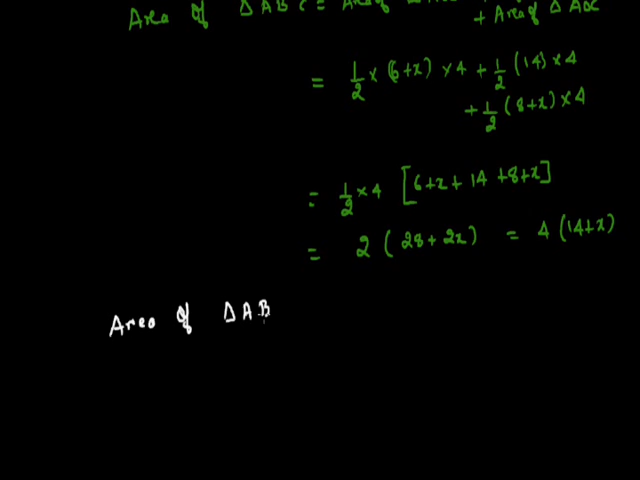 Area of ΔABC = Area of
+ Area of Δ AOC
= 1/2 × (6+x) × 4 + 1/2 (14) × 4
+ 1/2 (8+x) × 4
= 1/2 × 4 [6+x + 14 + 8+x]
= 2 (28 + 2x) = 4 (14+x)
Area of ΔAB